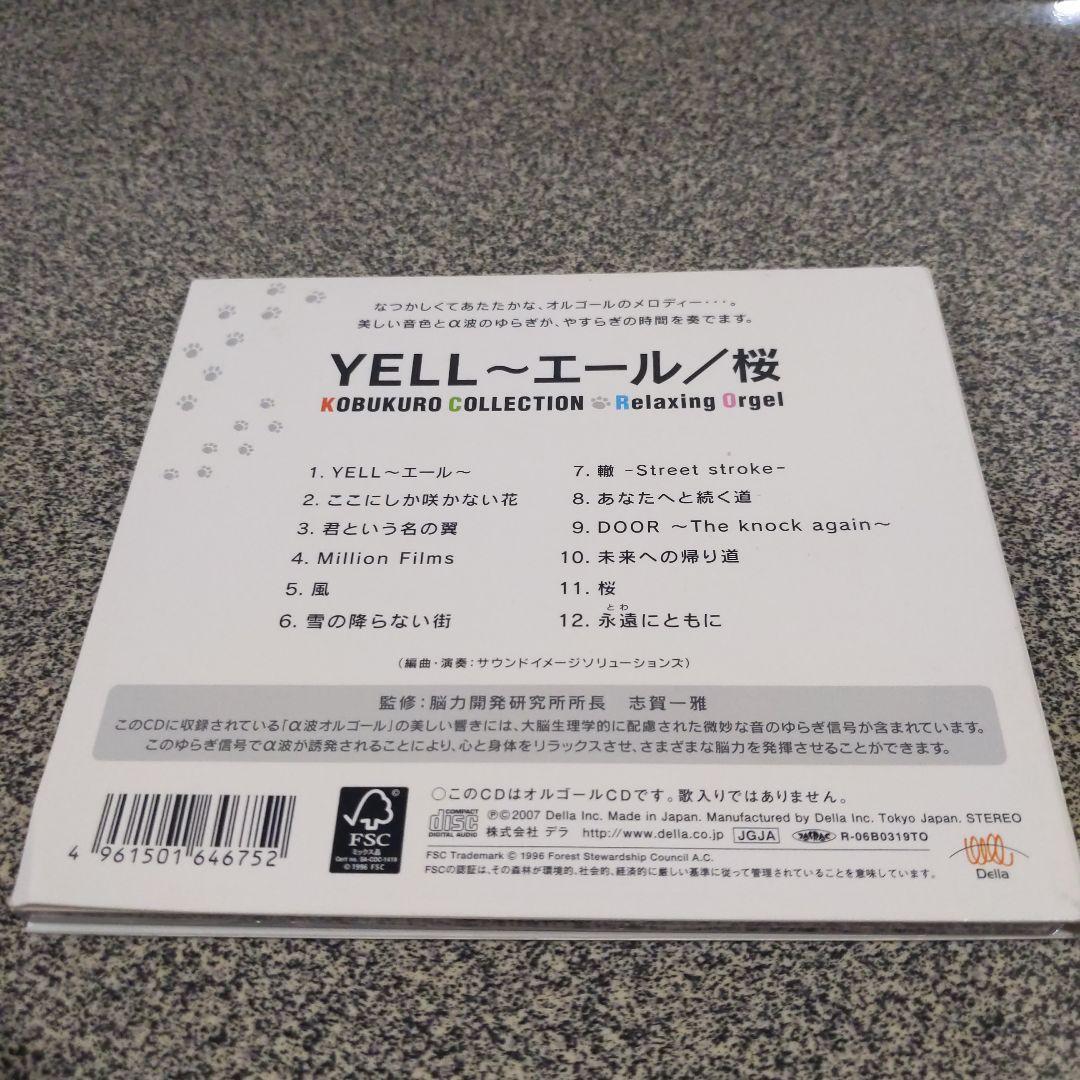 なつかしくてあたたかな、オルゴールのメロディー･･･。
美しい音色とα波のゆらぎが、やすらぎの時間を奏でます。
YELL～エール／桜
KOBUKURO COLLECTION Relaxing Orgel
1. YELL～エール～
2. ここにしか咲かない花
3. 君という名の翼
4. Million Films
5. 風
6. 雪の降らない街
7. 轍 -Street stroke-
8. あなたへと続く道
9. DOOR ～The knock again～
10. 未来への帰り道
11. 桜
とわ
12. 永遠にともに
（編曲・演奏：サウンドイメージソリューションズ）
監修：脳力開発研究所所長　志賀一雅
このCDに収録されている「α波オルゴール」の美しい響きには、大脳生理学的に配慮された微妙な音のゆらぎ信号が含まれています。
このゆらぎ信号でα波が誘発されることにより、心と身体をリラックスさせ、さまざまな脳力を発揮させることができます。
4 961501 646752
©
FSC
ミックス品
Cert no. SA-COC-1419
© 1996 FSC
○このCDはオルゴールCDです。歌入りではありません。
COMPACT disc DIGITAL AUDIO
Ⓟ©2007 Della Inc. Made in Japan. Manufactured by Della Inc. Tokyo Japan. STEREO
株式会社 デラ http://www.della.co.jp JGJA JASRAC R-06B0319TO
FSC Trademark © 1996 Forest Stewardship Council A.C.
FSCの認証は、その森林が環境的、社会的、経済的に厳しい基準に従って管理されていることを意味しています。
Della